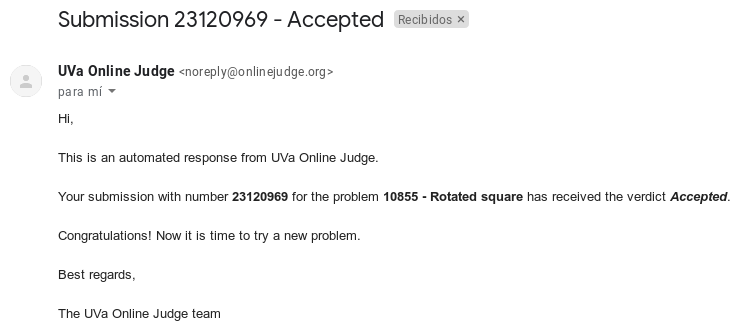 Submission 23120969 - Accepted Recibidos ×
UVa Online Judge <noreply@onlinejudge.org>
para mí
Hi,
This is an automated response from UVa Online Judge.
Your submission with number 23120969 for the problem 10855 - Rotated square has received the verdict Accepted.
Congratulations! Now it is time to try a new problem.
Best regards,
The UVa Online Judge team